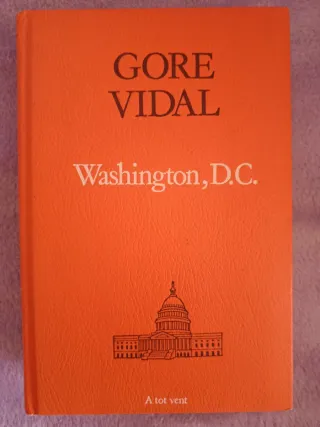 GORE
VIDAL
Washington, D.C.
A tot vent